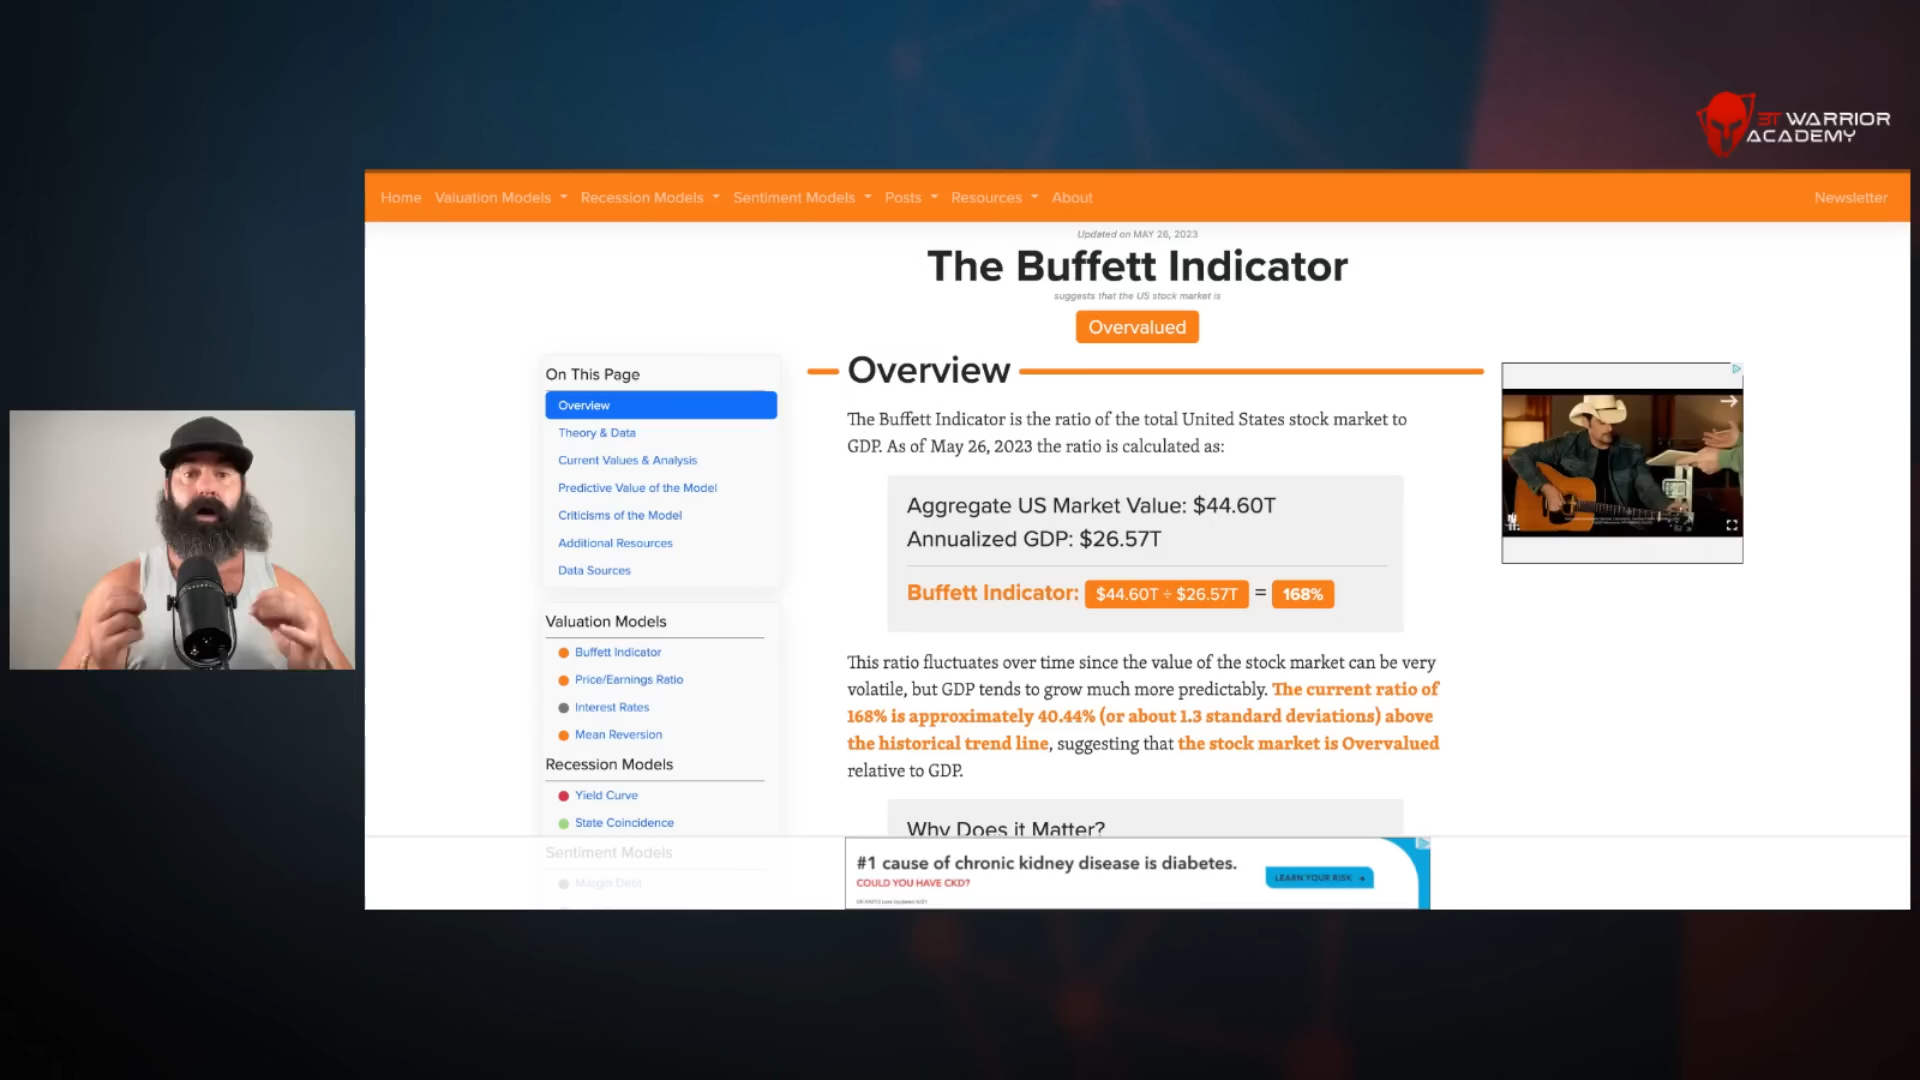 3T WARRIOR
ACADEMY
Home Valuation Models Recession Models Sentiment Models Posts Resources About Newsletter
Updated on MAY 26, 2023
The Buffett Indicator
suggests that the US stock market is
Overvalued
On This Page
Overview
Theory & Data
Current Values & Analysis
Predictive Value of the Model
Criticisms of the Model
Additional Resources
Data Sources
Valuation Models
Buffett Indicator
Price/Earnings Ratio
Interest Rates
Mean Reversion
Recession Models
Yield Curve
State Coincidence
Sentiment Models
Margin Debt
Overview
The Buffett Indicator is the ratio of the total United States stock market to
GDP. As of May 26, 2023 the ratio is calculated as:
Aggregate US Market Value: $44.60T
Annualized GDP: $26.57T
Buffett Indicator: $44.60T ÷ $26.57T = 168%
This ratio fluctuates over time since the value of the stock market can be very
volatile, but GDP tends to grow much more predictably. The current ratio of
168% is approximately 40.44% (or about 1.3 standard deviations) above
the historical trend line, suggesting that the stock market is Overvalued
relative to GDP.
Why Does it Matter?
#1 cause of chronic kidney disease is diabetes.
COULD YOU HAVE CKD?
LEARN YOUR RISK